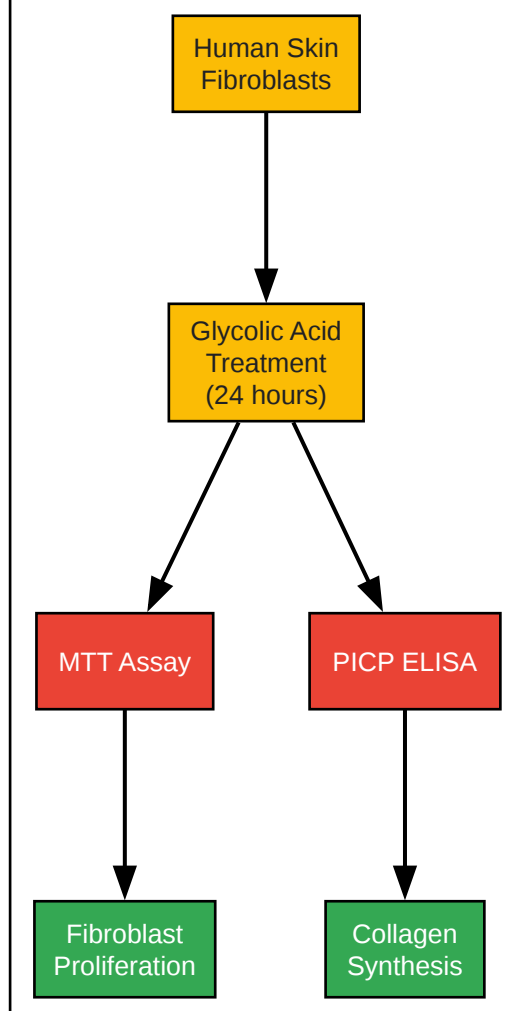 Human Skin
Fibroblasts
Glycolic Acid
Treatment
(24 hours)
MTT Assay
PICP ELISA
Fibroblast
Proliferation
Collagen
Synthesis